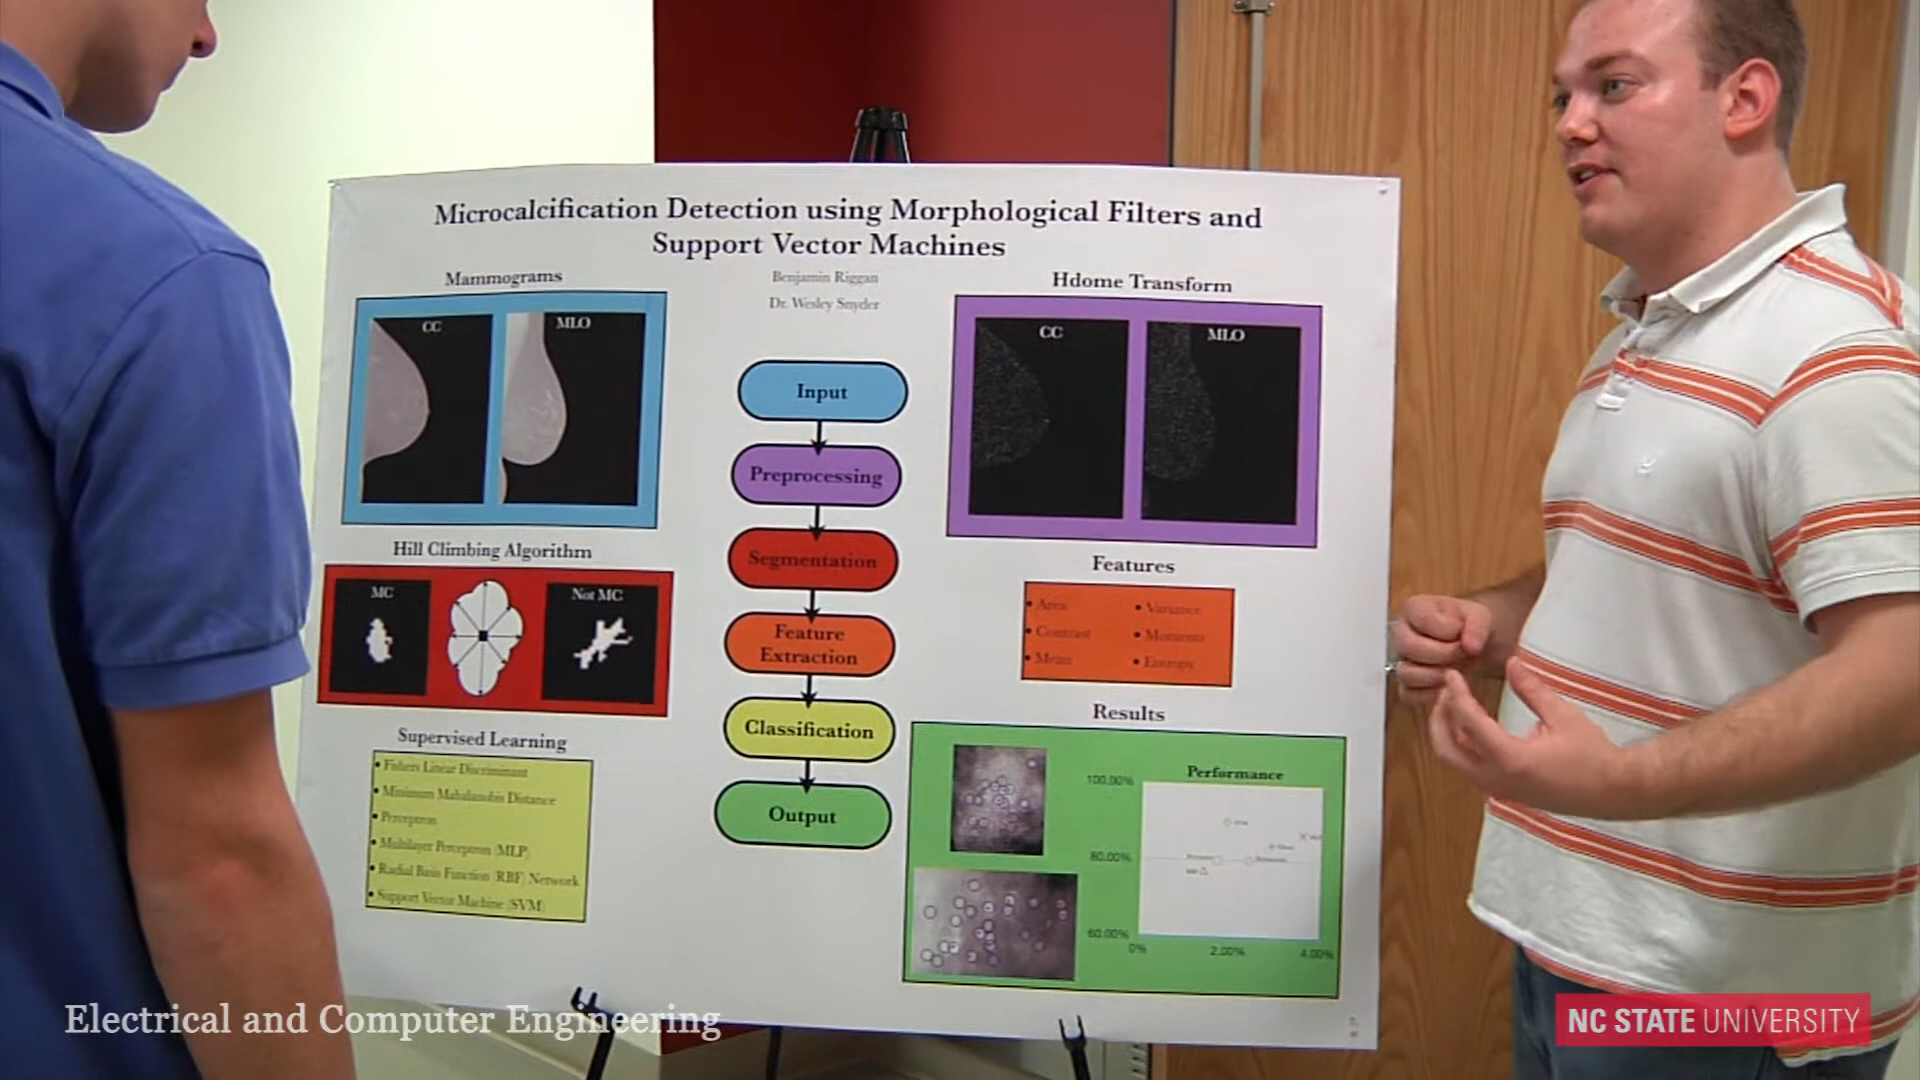 Microcalcification Detection using Morphological Filters and
Support Vector Machines
Benjamin Riggan
Dr. Wesley Snyder
Mammograms
CC
MLO
Hdome Transform
CC
MLO
Input
Preprocessing
Segmentation
Feature
Extraction
Classification
Output
Hill Climbing Algorithm
MC
Not MC
Features
• Area
• Contrast
• Mean
• Variance
• Moments
• Entropy
Supervised Learning
• Fishers Linear Discriminant
• Minimum Mahalanobis Distance
• Perceptron
• Multilayer Perceptron (MLP)
• Radial Basis Function (RBF) Network
• Support Vector Machine (SVM)
Results
Performance
100.00%
80.00%
60.00%
0%
2.00%
4.00%
Electrical and Computer Engineering
NC STATE UNIVERSITY